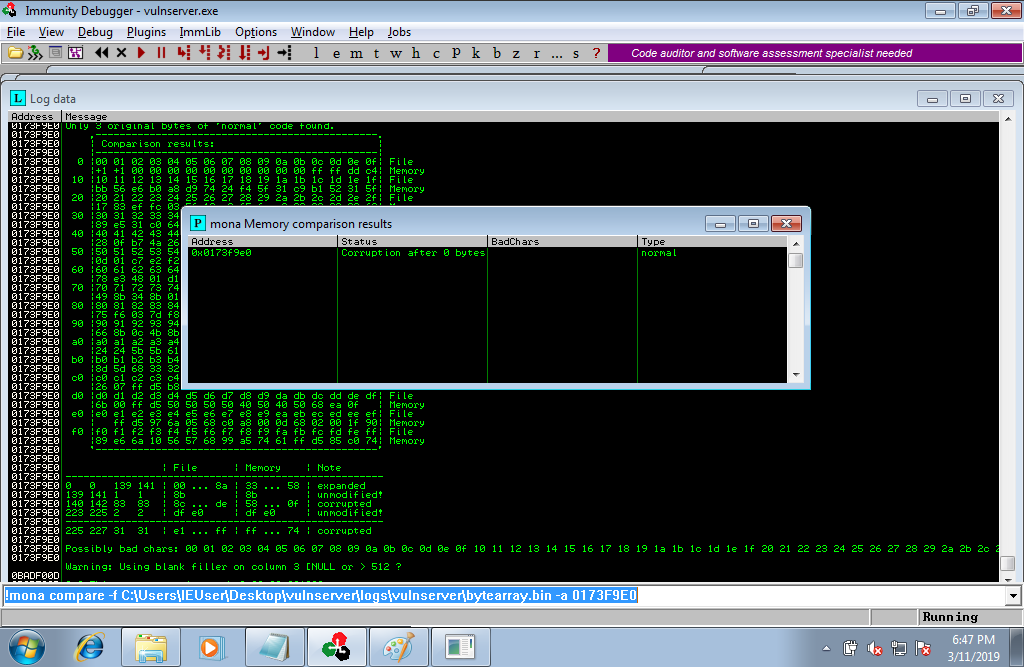 Immunity Debugger - vulnserver.exe
File View Debug Plugins ImmLib Options Window Help Jobs
l e m t w h c P k b z r ... s ? Code auditor and software assessment specialist needed
Log data
Address Message
0173F9E0 Only 3 original bytes of 'normal' code found.
0173F9E0
0173F9E0 | Comparison results: |
0173F9E0
0173F9E0 0 |00 01 02 03 04 05 06 07 08 09 0a 0b 0c 0d 0e 0f| File
0173F9E0 |+1 +1 00 00 00 00 00 00 00 00 00 00 ff ff dd c4| Memory
0173F9E0 10 |10 11 12 13 14 15 16 17 18 19 1a 1b 1c 1d 1e 1f| File
0173F9E0 |bb 56 e6 b0 a8 d9 74 24 f4 5f 31 c9 b1 52 31 5f| Memory
0173F9E0 20 |20 21 22 23 24 25 26 27 28 29 2a 2b 2c 2d 2e 2f| File
0173F9E0 |17 83 ef fc 03
0173F9E0 30 |30 31 32 33 34
0173F9E0 |89 e5 31 c0 64
0173F9E0 40 |40 41 42 43 44
0173F9E0 |28 0f b7 4a 26
0173F9E0 50 |50 51 52 53 54
0173F9E0 |0d 01 c7 e2 f2
0173F9E0 60 |60 61 62 63 64
0173F9E0 |78 e3 48 01 d1
0173F9E0 70 |70 71 72 73 74
0173F9E0 |49 8b 34 8b 01
0173F9E0 80 |80 81 82 83 84
0173F9E0 |75 f6 03 7d f8
0173F9E0 90 |90 91 92 93 94
0173F9E0 |66 8b 0c 4b 8b
0173F9E0 a0 |a0 a1 a2 a3 a4
0173F9E0 |24 24 5b 5b 61
0173F9E0 b0 |b0 b1 b2 b3 b4
0173F9E0 |8d 5d 68 33 32
0173F9E0 c0 |c0 c1 c2 c3 c4
0173F9E0 |26 07 ff d5 b8
0173F9E0 d0 |d0 d1 d2 d3 d4 d5 d6 d7 d8 d9 da db dc dd de df| File
0173F9E0 |6b 00 ff d5 50 50 50 50 40 50 40 50 68 ea 0f | Memory
0173F9E0 e0 |e0 e1 e2 e3 e4 e5 e6 e7 e8 e9 ea eb ec ed ee ef| File
0173F9E0 | ff d5 97 6a 05 68 c0 a8 00 0d 68 02 00 1f 90| Memory
0173F9E0 f0 |f0 f1 f2 f3 f4 f5 f6 f7 f8 f9 fa fb fc fd fe ff| File
0173F9E0 |89 e6 6a 10 56 57 68 99 a5 74 61 ff d5 85 c0 74| Memory
0173F9E0
0173F9E0
0173F9E0 | File | Memory | Note
0173F9E0
0173F9E0 0 0 139 141 | 00 ... 8a | 33 ... 58 | expanded
0173F9E0 139 141 1 1 | 8b | 8b | unmodified!
0173F9E0 140 142 83 83 | 8c ... de | 58 ... 0f | corrupted
0173F9E0 223 225 2 2 | df e0 | df e0 | unmodified!
0173F9E0
0173F9E0 225 227 31 31 | e1 ... ff | ff ... 74 | corrupted
0173F9E0
0173F9E0 Possibly bad chars: 00 01 02 03 04 05 06 07 08 09 0a 0b 0c 0d 0e 0f 10 11 12 13 14 15 16 17 18 19 1a 1b 1c 1d 1e 1f 20 21 22 23 24 25 26 27 28 29 2a 2b 2c
0173F9E0
Warning: Using blank filler on column 3 [NULL or > 512 ?
0BADF00D
mona Memory comparison results
Address Status BadChars Type
0x0173f9e0 Corruption after 0 bytes normal
!mona compare -f C:\Users\IEUser\Desktop\vulnserver\logs\vulnserver\bytearray.bin -a 0173F9E0
Running
6:47 PM
3/11/2019